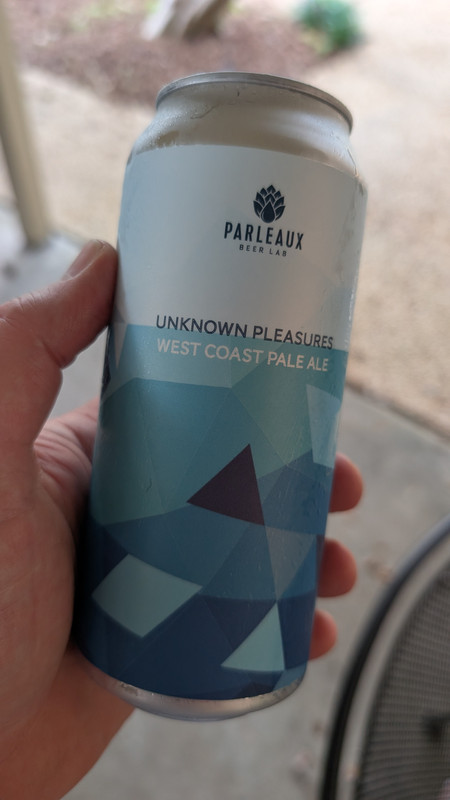 PARLEAUX
BEER LAB
UNKNOWN PLEASURES
WEST COAST PALE ALE